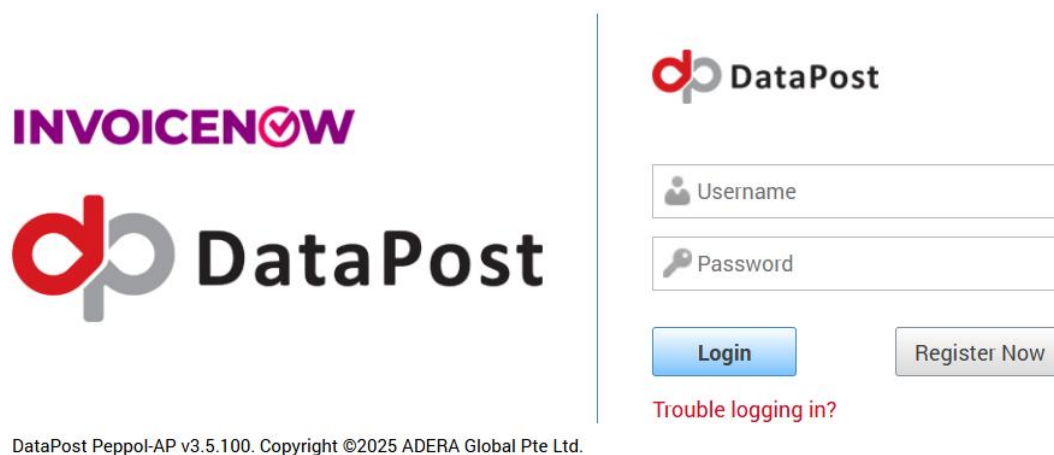 INVOICENOW
DataPost
DataPost
Username
Password
Login
Register Now
Trouble logging in?
DataPost Peppol-AP v3.5.100. Copyright ©2025 ADERA Global Pte Ltd.